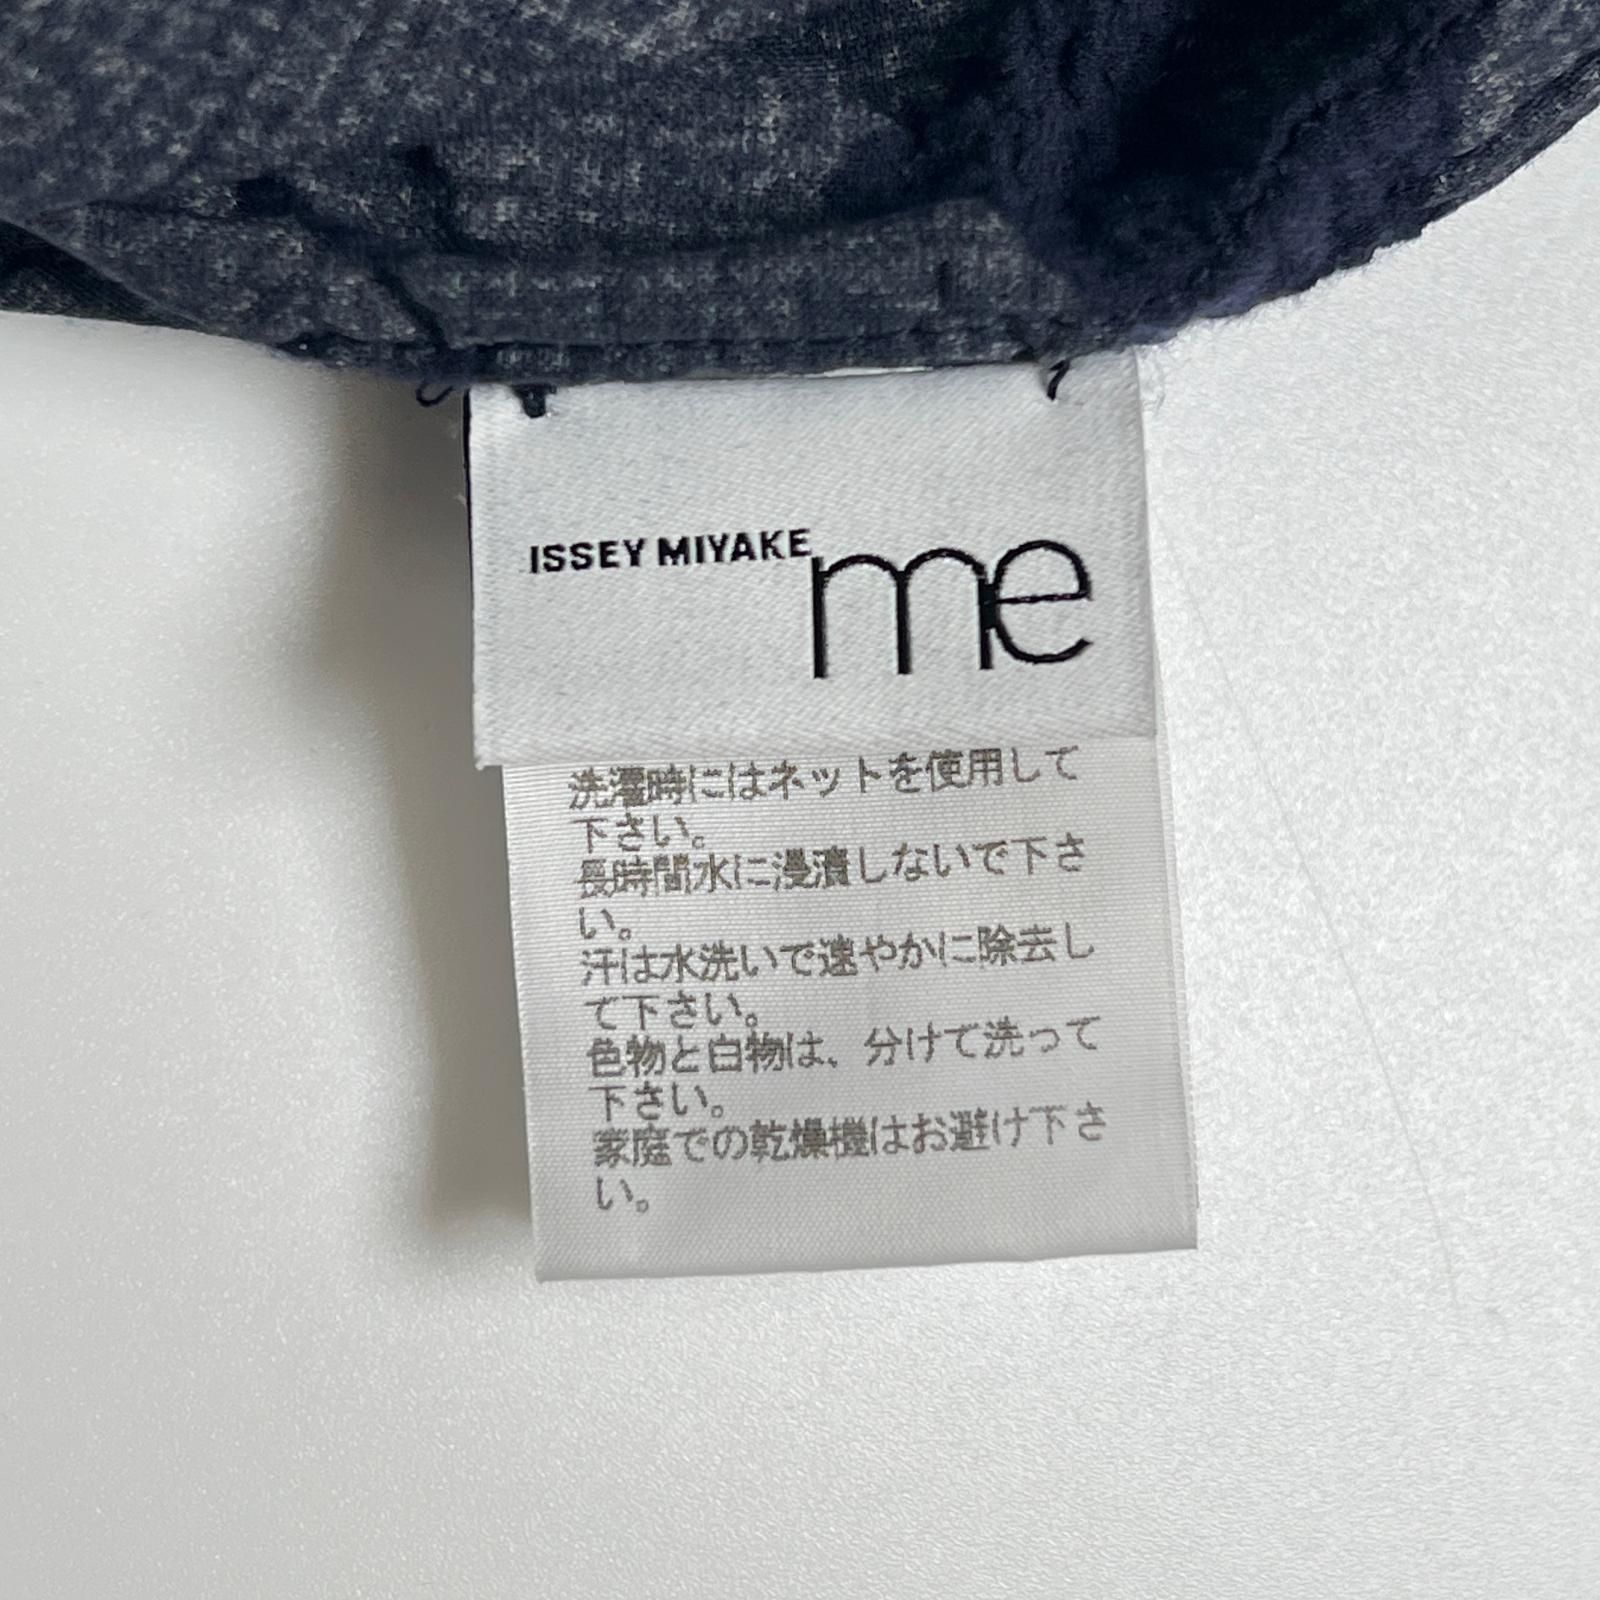 ISSEY MIYAKE me
洗濯時にはネットを使用して
下さい。
長時間水に浸漬しないで下さ
い。
汗は水洗いで速やかに除去し
て下さい。
色物と白物は、分けて洗って
下さい。
家庭での乾燥機はお避け下さ
い。